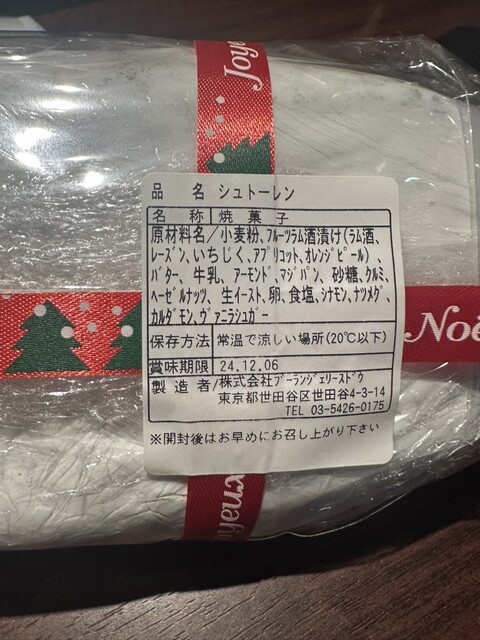 Joye
品　名 シュトーレン
名 称 焼 菓 子
原材料名／小麦粉、フルーツラム酒漬け（ラム酒、
レーズン、いちじく、アプリコット、オレンジピール）、
バター、牛乳、アーモンド、マジパン、砂糖、クルミ、
ヘーゼルナッツ、生イースト、卵、食塩、シナモン、ナツメグ、
カルダモン、ヴァニラシュガー
保存方法 常温で涼しい場所（20℃以下）
賞味期限 24.12.06
製 造 者／株式会社ブーランジェリースドウ
東京都世田谷区世田谷4-3-14
TEL 03-5426-0175
※開封後はお早めにお召し上がり下さい
Noë
oyeux